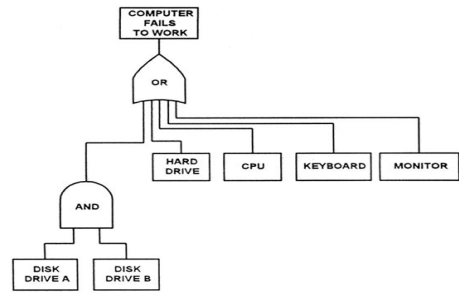 COMPUTER
FAILS
TO WORK
OR
HARD
DRIVE
CPU
KEYBOARD
MONITOR
AND
DISK
DRIVE A
DISK
DRIVE B